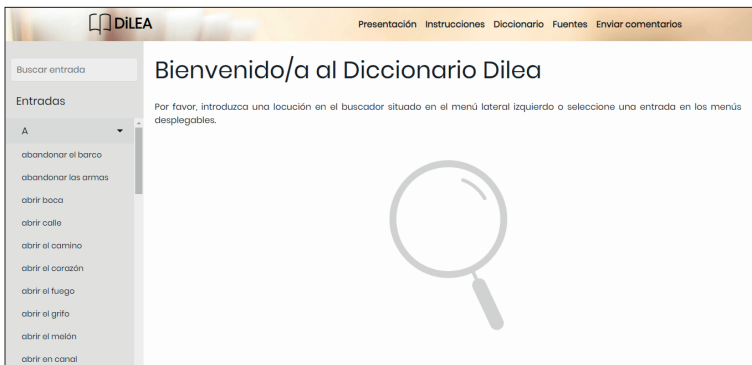 DiLEA
Presentación Instrucciones Diccionario Fuentes Enviar comentarios
Buscar entrada
Entradas
A
abandonar el barco
abandonar las armas
abrir boca
abrir calle
abrir el camino
abrir el corazón
abrir el fuego
abrir el grifo
abrir el melón
abrir en canal
Bienvenido/a al Diccionario Dilea
Por favor, introduzca una locución en el buscador situado en el menú lateral izquierdo o seleccione una entrada en los menús
desplegables.